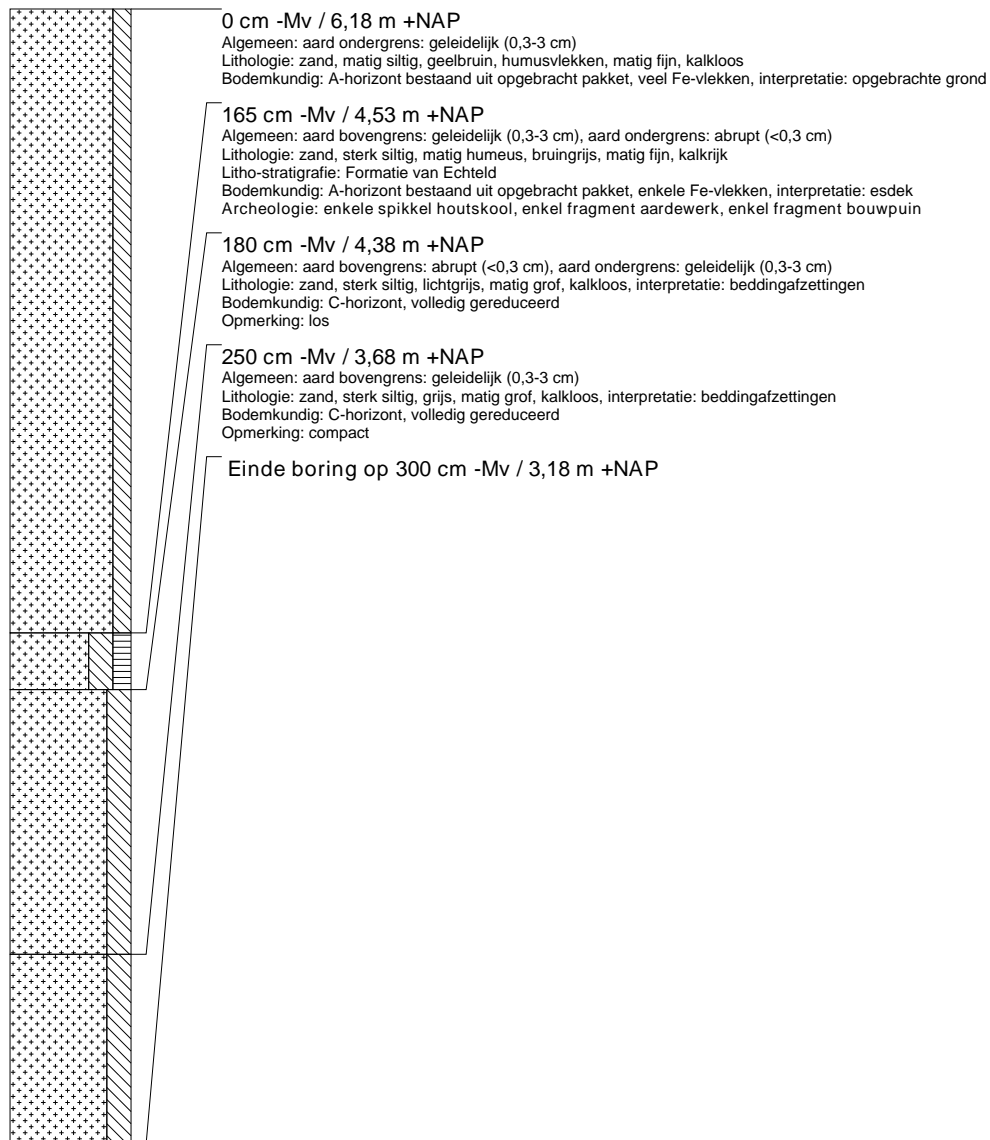 0 cm -Mv / 6,18 m +NAP
Algemeen: aard ondergrens: geleidelijk (0,3-3 cm)
Lithologie: zand, matig siltig, geelbruin, humusvlekken, matig fijn, kalkloos
Bodemkundig: A-horizont bestaand uit opgebracht pakket, veel Fe-vlekken, interpretatie: opgebrachte grond
165 cm -Mv / 4,53 m +NAP
Algemeen: aard bovengrens: geleidelijk (0,3-3 cm), aard ondergrens: abrupt (<0,3 cm)
Lithologie: zand, sterk siltig, matig humeus, bruingrijs, matig fijn, kalkrijk
Litho-stratigrafie: Formatie van Echteld
Bodemkundig: A-horizont bestaand uit opgebracht pakket, enkele Fe-vlekken, interpretatie: esdek
Archeologie: enkele spikkel houtskool, enkel fragment aardewerk, enkel fragment bouwpuin
180 cm -Mv / 4,38 m +NAP
Algemeen: aard bovengrens: abrupt (<0,3 cm), aard ondergrens: geleidelijk (0,3-3 cm)
Lithologie: zand, sterk siltig, lichtgrijs, matig grof, kalkloos, interpretatie: beddingafzettingen
Bodemkundig: C-horizont, volledig gereduceerd
Opmerking: los
250 cm -Mv / 3,68 m +NAP
Algemeen: aard bovengrens: geleidelijk (0,3-3 cm)
Lithologie: zand, sterk siltig, grijs, matig grof, kalkloos, interpretatie: beddingafzettingen
Bodemkundig: C-horizont, volledig gereduceerd
Opmerking: compact
Einde boring op 300 cm -Mv / 3,18 m +NAP